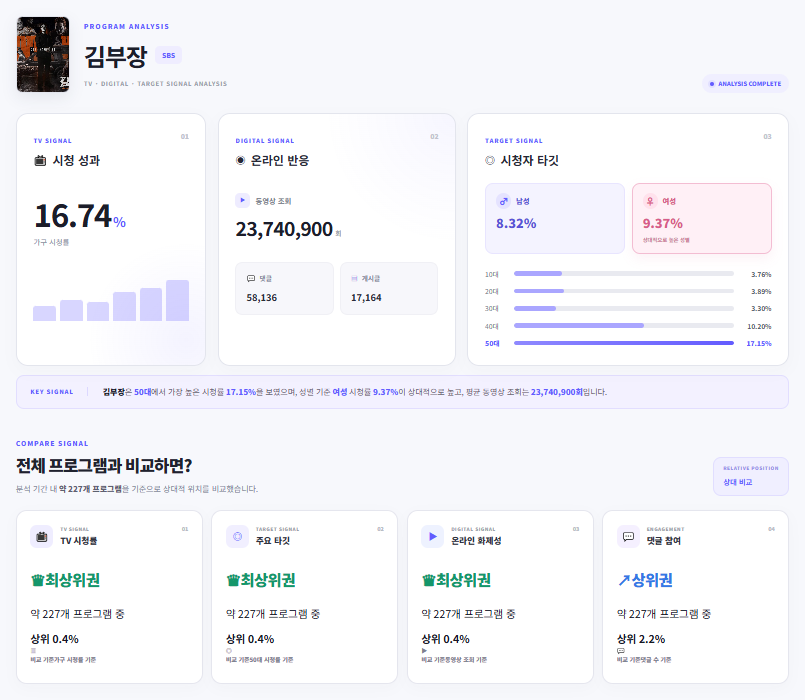 PROGRAM ANALYSIS
김부장 SBS
TV · DIGITAL · TARGET SIGNAL ANALYSIS
ANALYSIS COMPLETE
TV SIGNAL 01
시청 성과
16.74%
가구 시청률
DIGITAL SIGNAL 02
온라인 반응
동영상 조회
23,740,900 회
댓글
58,136
게시글
17,164
TARGET SIGNAL 03
시청자 타깃
남성
8.32%
여성
9.37%
상대적으로 높은 성별
10대 3.76%
20대 3.89%
30대 3.30%
40대 10.20%
50대 17.15%
KEY SIGNAL 김부장은 50대에서 가장 높은 시청률 17.15%을 보였으며, 성별 기준 여성 시청률 9.37%이 상대적으로 높고, 평균 동영상 조회는 23,740,900회입니다.
COMPARE SIGNAL
전체 프로그램과 비교하면?
분석 기간 내 약 227개 프로그램을 기준으로 상대적 위치를 비교했습니다.
RELATIVE POSITION
상대 비교
TV SIGNAL 01
TV 시청률
최상위권
약 227개 프로그램 중
상위 0.4%
비교 기준가구 시청률 기준
TARGET SIGNAL 02
주요 타깃
최상위권
약 227개 프로그램 중
상위 0.4%
비교 기준50대 시청률 기준
DIGITAL SIGNAL 03
온라인 화제성
최상위권
약 227개 프로그램 중
상위 0.4%
비교 기준동영상 조회 기준
ENGAGEMENT 04
댓글 참여
상위권
약 227개 프로그램 중
상위 2.2%
비교 기준댓글 수 기준